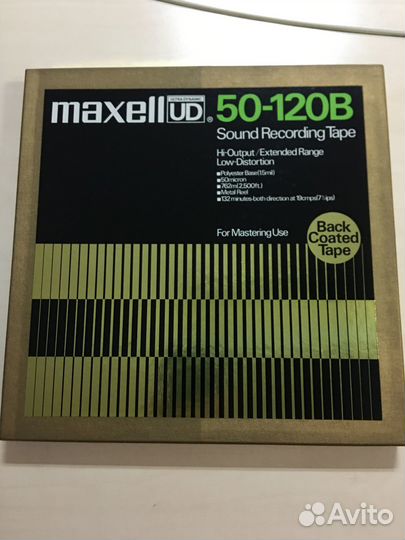 maxell UD® 50-120B
ULTRA DYNAMIC
Sound Recording Tape
Hi-Output/Extended Range
Low-Distortion
■Polyester Base(1.5mil)
■50micron
■762m(2,500ft.)
■Metal Reel
■132 minutes-both direction at 19cmps(7½ips)
For Mastering Use
Back
Coated
Tape
Avito